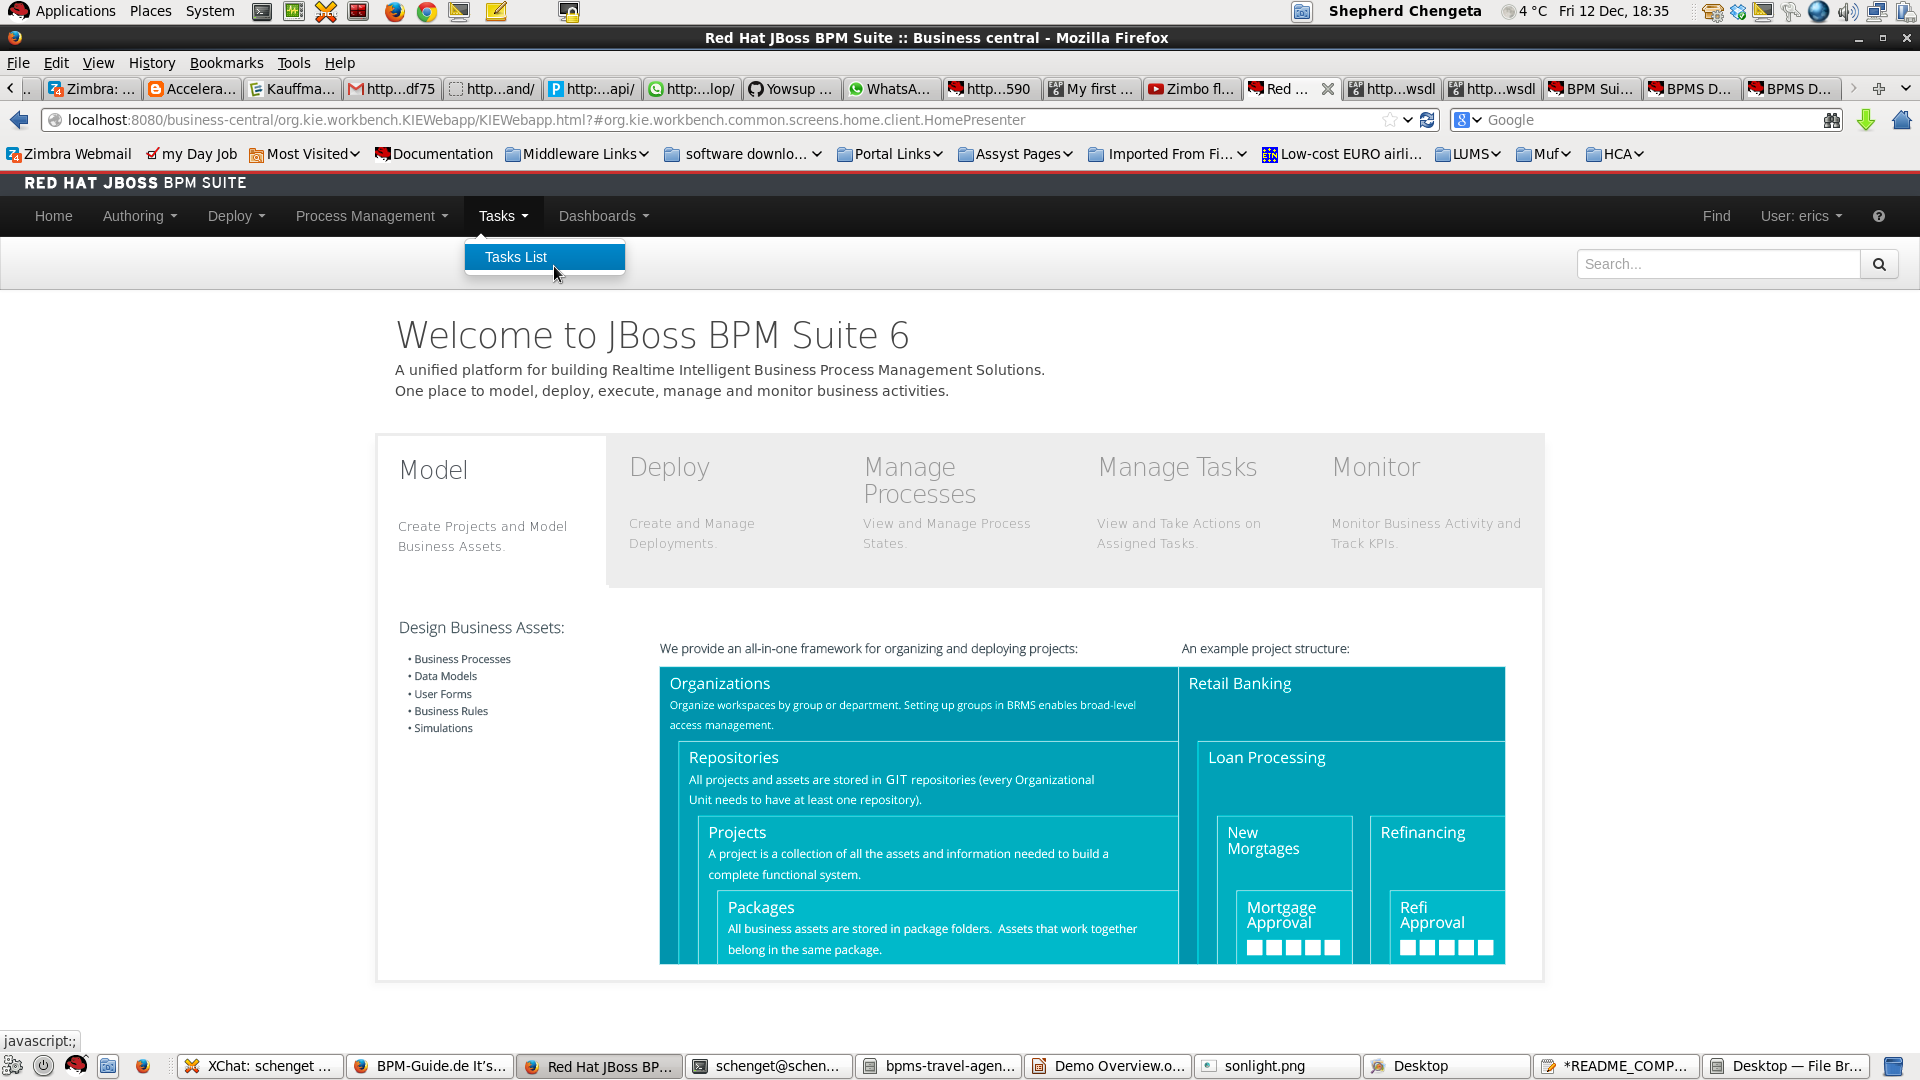 Applications Places System Shepherd Chengeta 4 °C Fri 12 Dec, 18:35
Red Hat JBoss BPM Suite :: Business central - Mozilla Firefox
File Edit View History Bookmarks Tools Help
.. Zimbra: ... Accelera... Kauffma... http...df75 http...and/ http:...api/ http:...lop/ Yowsup ... WhatsA... http...590 My first ... Zimbo fl... Red ... http...wsdl http...wsdl BPM Sui... BPMS D... BPMS D...
localhost:8080/business-central/org.kie.workbench.KIEWebapp/KIEWebapp.html?#org.kie.workbench.common.screens.home.client.HomePresenter Google
Zimbra Webmail my Day Job Most Visited Documentation Middleware Links software downlo... Portal Links Assyst Pages Imported From Fi... Low-cost EURO airli... LUMS Muf HCA
RED HAT JBOSS BPM SUITE
Home Authoring Deploy Process Management Tasks Dashboards Find User: erics
Tasks List
Search...
Welcome to JBoss BPM Suite 6
A unified platform for building Realtime Intelligent Business Process Management Solutions.
One place to model, deploy, execute, manage and monitor business activities.
Model
Create Projects and Model
Business Assets.
Deploy
Create and Manage
Deployments.
Manage
Processes
View and Manage Process
States.
Manage Tasks
View and Take Actions on
Assigned Tasks.
Monitor
Monitor Business Activity and
Track KPIs.
Design Business Assets:
• Business Processes
• Data Models
• User Forms
• Business Rules
• Simulations
We provide an all-in-one framework for organizing and deploying projects:
Organizations
Organize workspaces by group or department. Setting up groups in BRMS enables broad-level
access management.
Repositories
All projects and assets are stored in GIT repositories (every Organizational
Unit needs to have at least one repository).
Projects
A project is a collection of all the assets and information needed to build a
complete functional system.
Packages
All business assets are stored in package folders. Assets that work together
belong in the same package.
An example project structure:
Retail Banking
Loan Processing
New
Morgtages
Refinancing
Mortgage
Approval
Refi
Approval
javascript:;
XChat: schenget ... BPM-Guide.de It's... Red Hat JBoss BP... schenget@schen... bpms-travel-agen... Demo Overview.o... sonlight.png Desktop *README_COMP... Desktop — File Br...